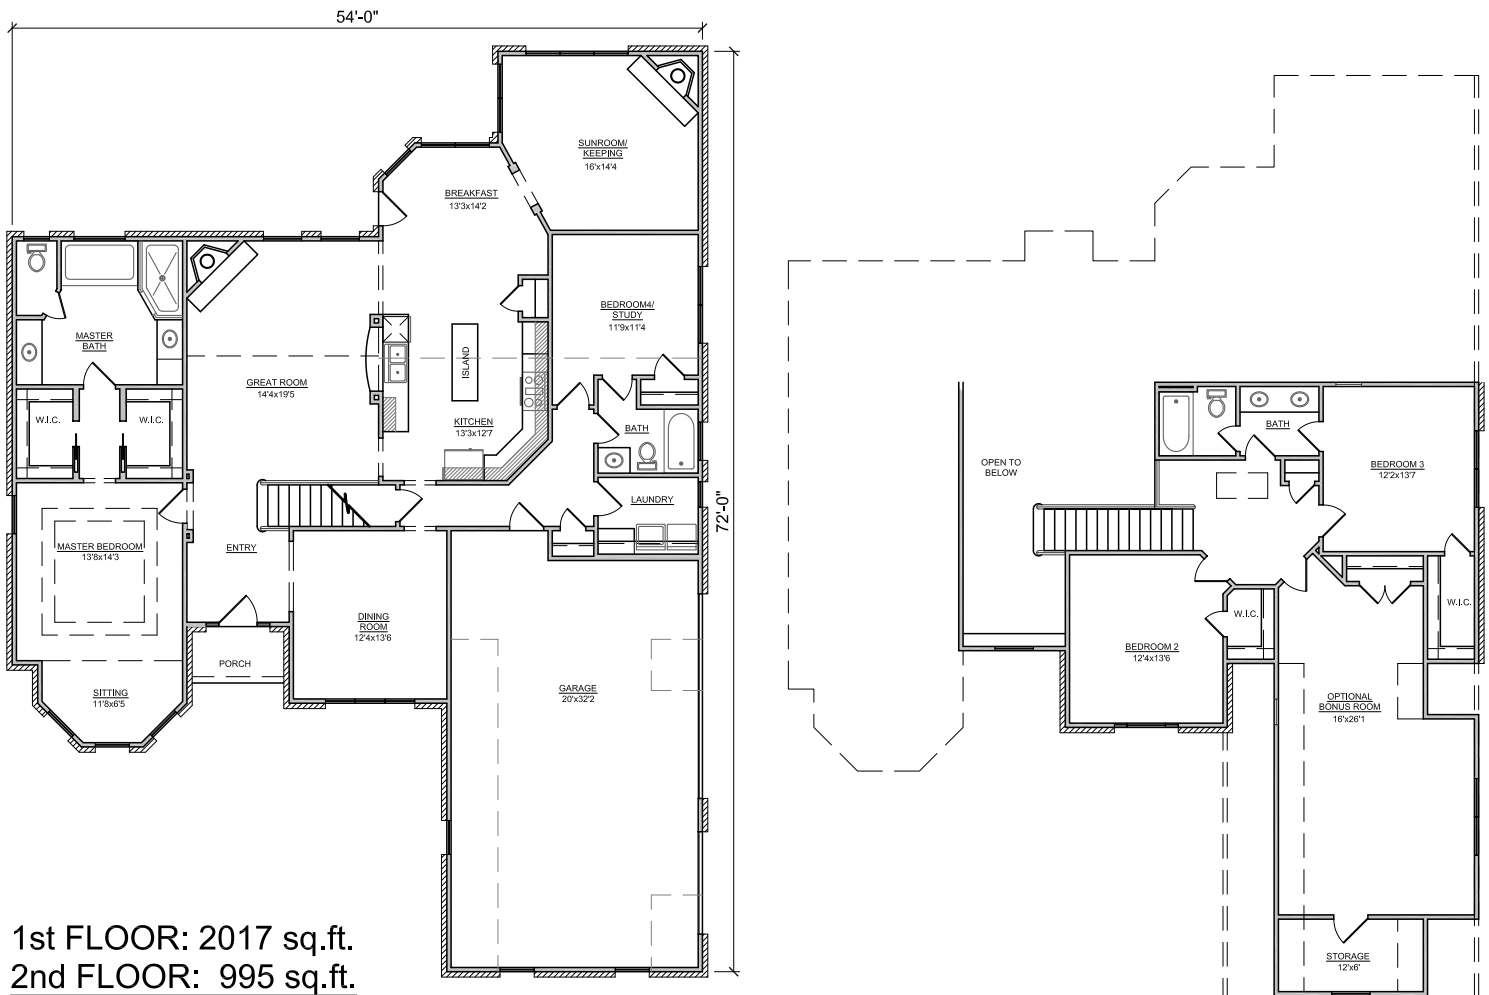 54'-0"
SUNROOM/
KEEPING
16'x14'4
BREAKFAST
13'3x14'2
BEDROOM4/
STUDY
11'9x11'4
MASTER
BATH
GREAT ROOM
14'4x19'5
ISLAND
W.I.C.
W.I.C.
KITCHEN
13'3x12'7
BATH
LAUNDRY
72'-0"
MASTER BEDROOM
13'8x14'3
ENTRY
DINING
ROOM
12'4x13'6
PORCH
SITTING
11'8x6'5
GARAGE
20'x32'2
1st FLOOR: 2017 sq.ft.
2nd FLOOR: 995 sq.ft.
OPEN TO
BELOW
BATH
BEDROOM 3
12'2x13'7
W.I.C.
W.I.C.
BEDROOM 2
12'4x13'6
OPTIONAL
BONUS ROOM
16'x26'1
STORAGE
12'x6'